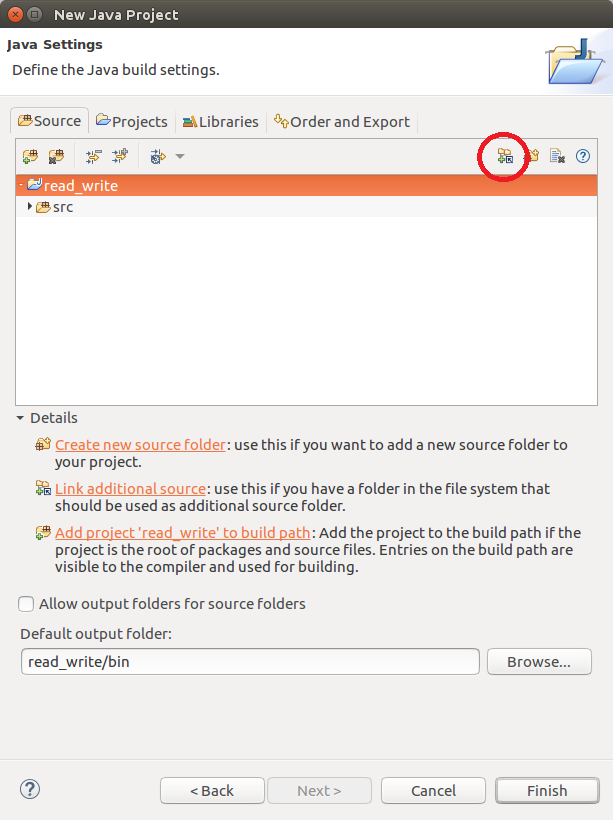 New Java Project
Java Settings
Define the Java build settings.
Source Projects Libraries Order and Export
read_write
src
Details
Create new source folder: use this if you want to add a new source folder to
your project.
Link additional source: use this if you have a folder in the file system that
should be used as additional source folder.
Add project 'read_write' to build path: Add the project to the build path if the
project is the root of packages and source files. Entries on the build path are
visible to the compiler and used for building.
Allow output folders for source folders
Default output folder:
read_write/bin Browse...
< Back Next > Cancel Finish